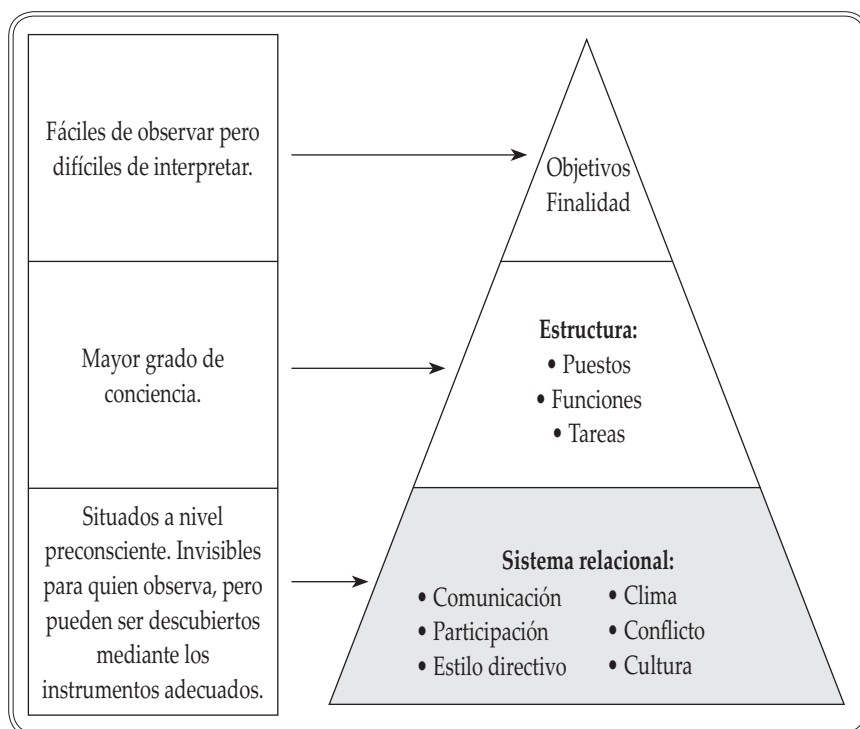 Fáciles de observar pero
difíciles de interpretar.
Objetivos
Finalidad
Mayor grado de
conciencia.
Estructura:
• Puestos
• Funciones
• Tareas
Situados a nivel
preconsciente. Invisibles
para quien observa, pero
pueden ser descubiertos
mediante los
instrumentos adecuados.
Sistema relacional:
• Comunicación
• Participación
• Estilo directivo
• Clima
• Conflicto
• Cultura